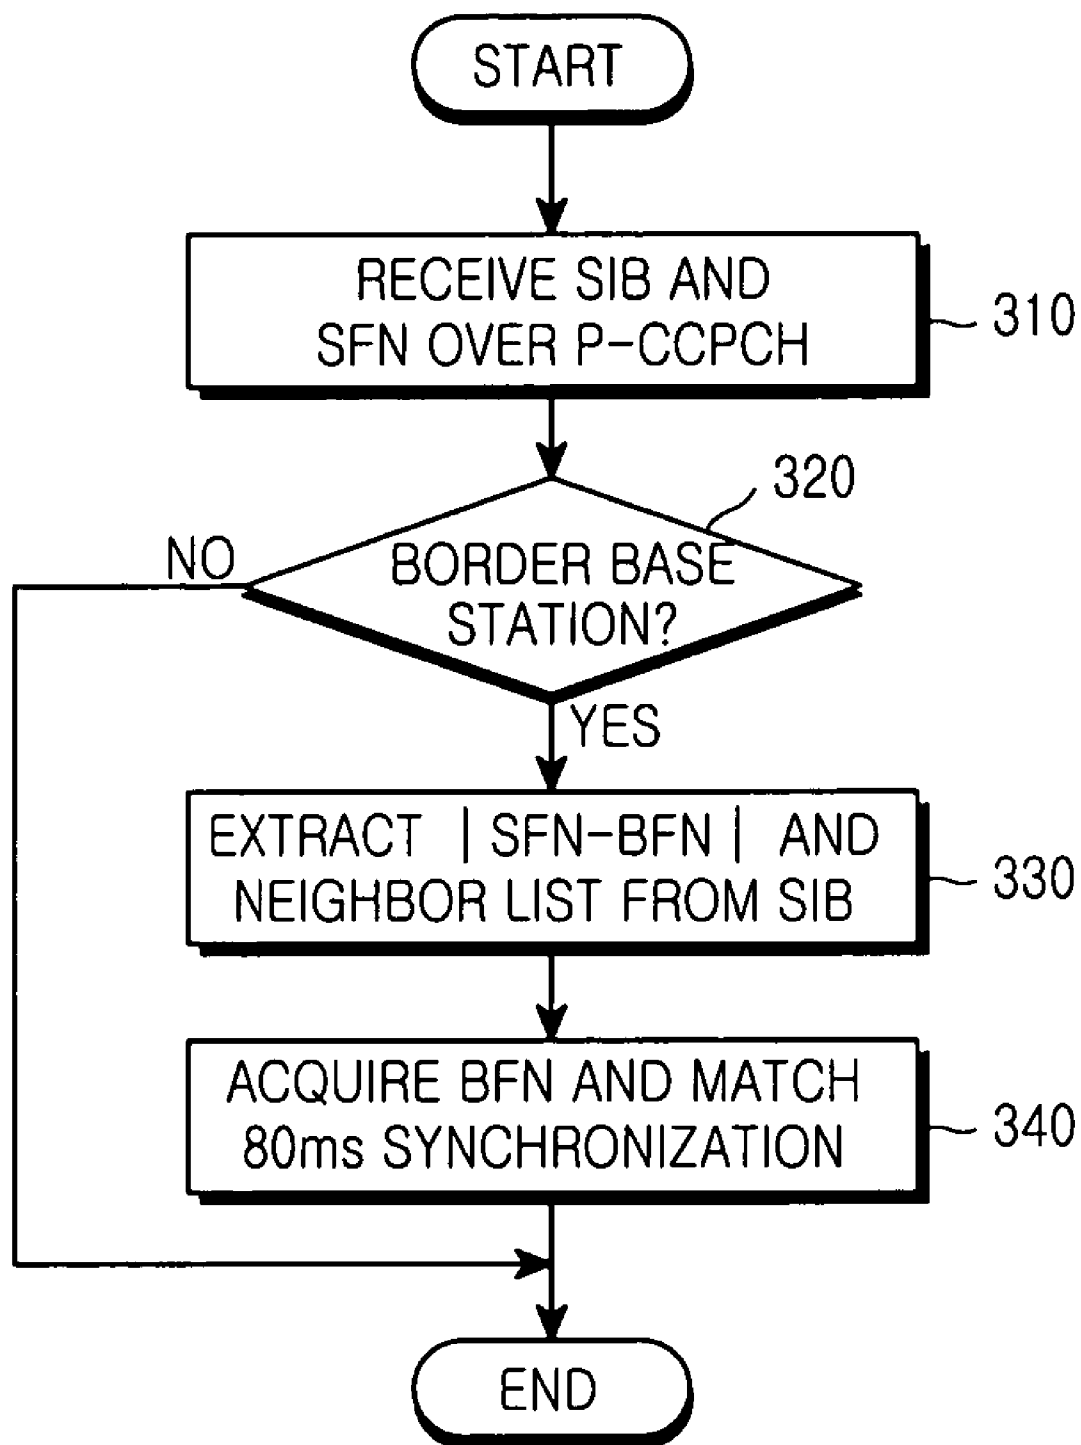 START
RECEIVE SIB AND
SFN OVER P-CCPCH
310
320
NO
BORDER BASE
STATION?
YES
EXTRACT |SFN-BFN| AND
NEIGHBOR LIST FROM SIB
330
ACQUIRE BFN AND MATCH
80ms SYNCHRONIZATION
340
END